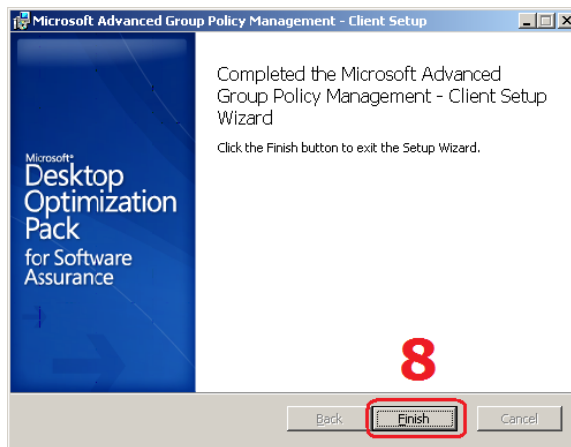 Microsoft Advanced Group Policy Management - Client Setup
Completed the Microsoft Advanced
Group Policy Management - Client Setup
Wizard
Click the Finish button to exit the Setup Wizard.
Microsoft®
Desktop
Optimization
Pack
for Software
Assurance
8
Back
Finish
Cancel